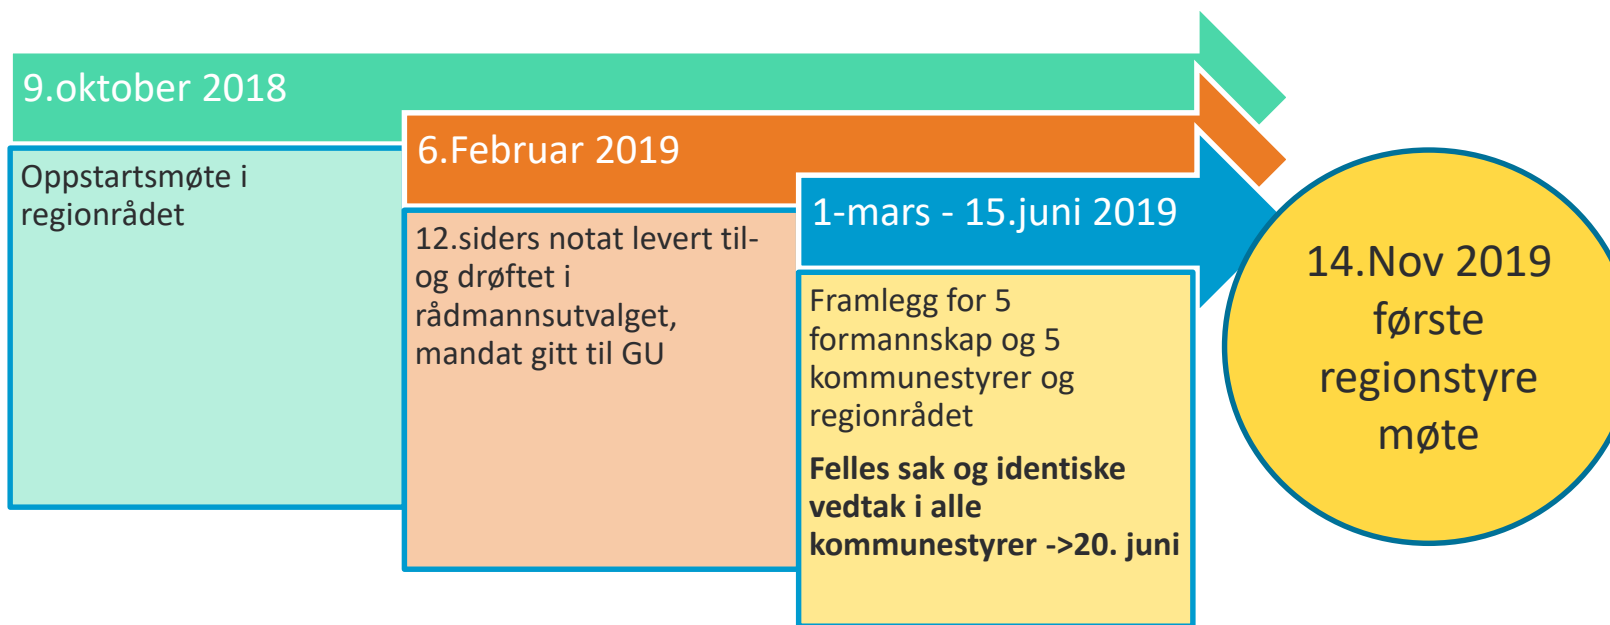 9.oktober 2018
Oppstartsmøte i
regionrådet
6.Februar 2019
12.siders notat levert til-
og drøftet i
rådmannsutvalget,
mandat gitt til GU
1-mars - 15.juni 2019
Framlegg for 5
formannskap og 5
kommunestyrer og
regionrådet
Felles sak og identiske
vedtak i alle
kommunestyrer ->20. juni
14.Nov 2019
første
regionstyre
møte